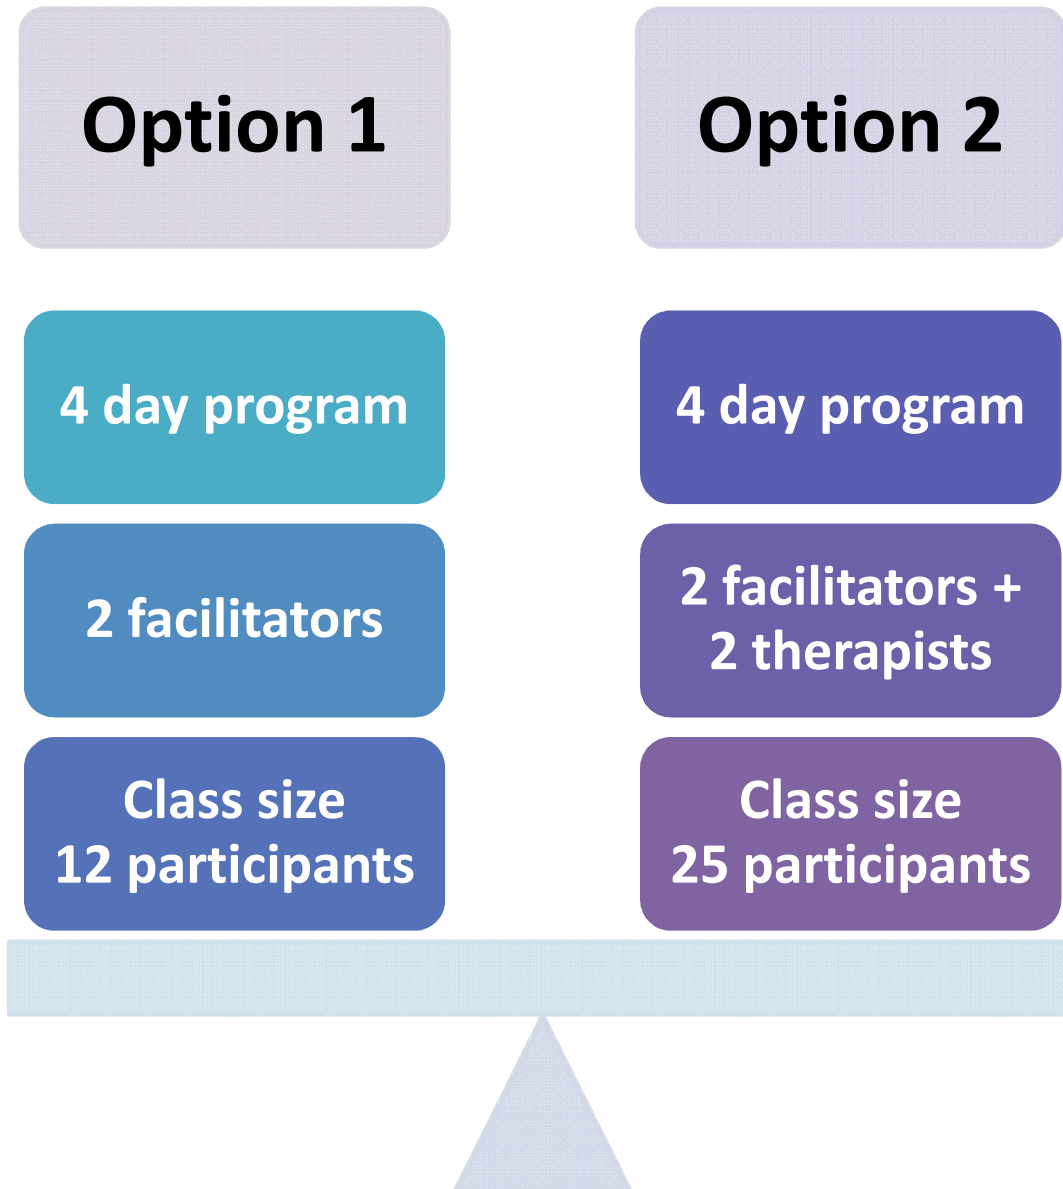 Option 1
4 day program
2 facilitators
Class size
12 participants
Option 2
4 day program
2 facilitators +
2 therapists
Class size
25 participants